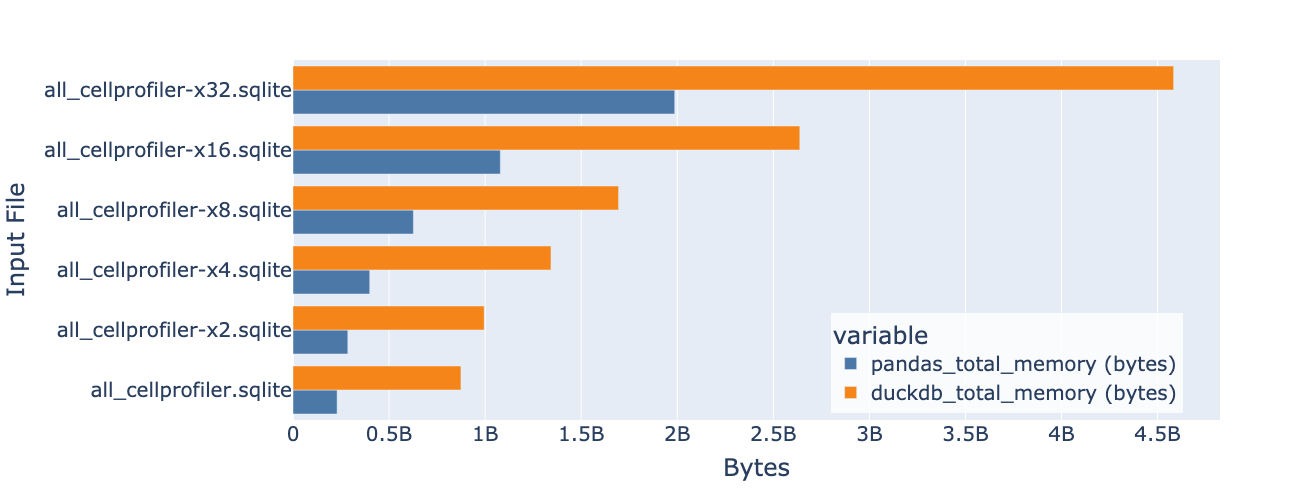 all_cellprofiler-x32.sqlite
all_cellprofiler-x16.sqlite
all_cellprofiler-x8.sqlite
all_cellprofiler-x4.sqlite
all_cellprofiler-x2.sqlite
all_cellprofiler.sqlite
Input File
variable
pandas_total_memory (bytes)
duckdb_total_memory (bytes)
0 0.5B 1B 1.5B 2B 2.5B 3B 3.5B 4B 4.5B
Bytes